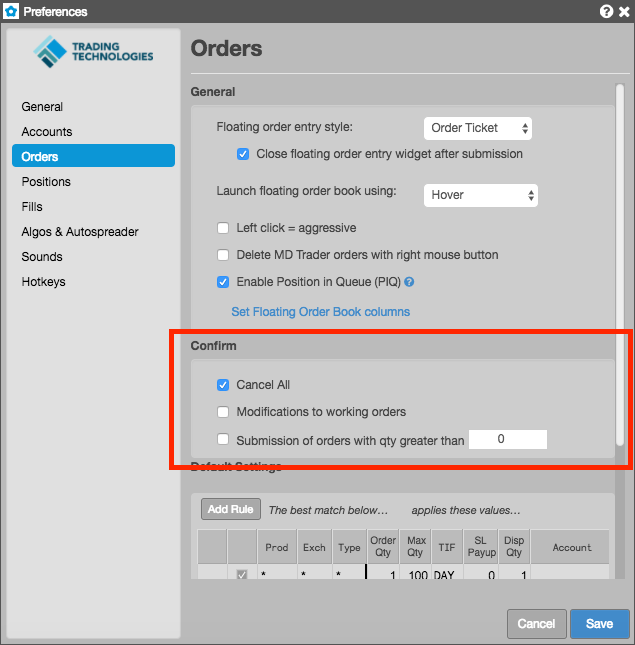 Preferences
TRADING
TECHNOLOGIES
General
Accounts
Orders
Positions
Fills
Algos & Autospreader
Sounds
Hotkeys
Orders
General
Floating order entry style: Order Ticket
Close floating order entry widget after submission
Launch floating order book using: Hover
Left click = aggressive
Delete MD Trader orders with right mouse button
Enable Position in Queue (PIQ) ?
Set Floating Order Book columns
Confirm
Cancel All
Modifications to working orders
Submission of orders with qty greater than 0
Default Settings
Add Rule The best match below... applies these values...
Prod Exch Type Order Qty Max Qty TIF SL Payup Disp Qty Account
* * * 1 100 DAY 0 1
Cancel Save